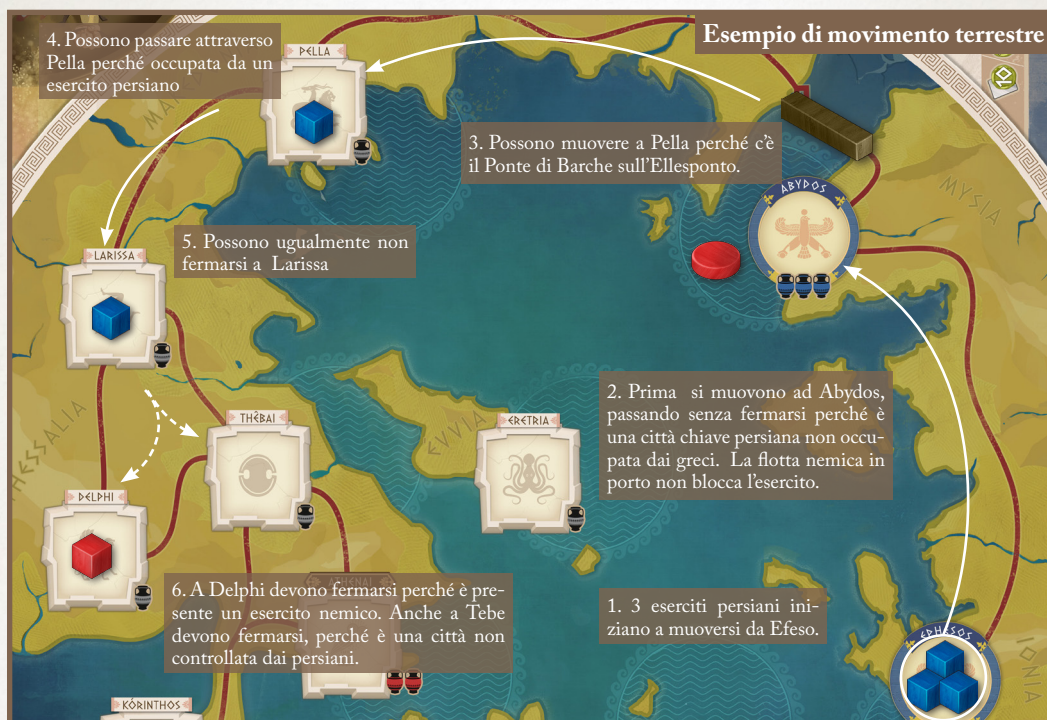 Esempio di movimento terrestre
4. Possono passare attraverso
Pella perché occupata da un
esercito persiano
PELLA
3. Possono muovere a Pella perché c'è
il Ponte di Barche sull'Ellesponto.
ABYDOS
MYSIA
5. Possono ugualmente non
fermarsi a Larissa
LARISSA
2. Prima si muovono ad Abydos,
passando senza fermarsi perché è
una città chiave persiana non occu-
pata dai greci. La flotta nemica in
porto non blocca l'esercito.
THĒBAI
EVVIA
ERETRIA
DELPHI
6. A Delphi devono fermarsi perché è pre-
sente un esercito nemico. Anche a Tebe
devono fermarsi, perché è una città non
controllata dai persiani.
ATHENAI
1. 3 eserciti persiani ini-
ziano a muoversi da Efeso.
EPHESOS
IONIA
KÓRINTHOS